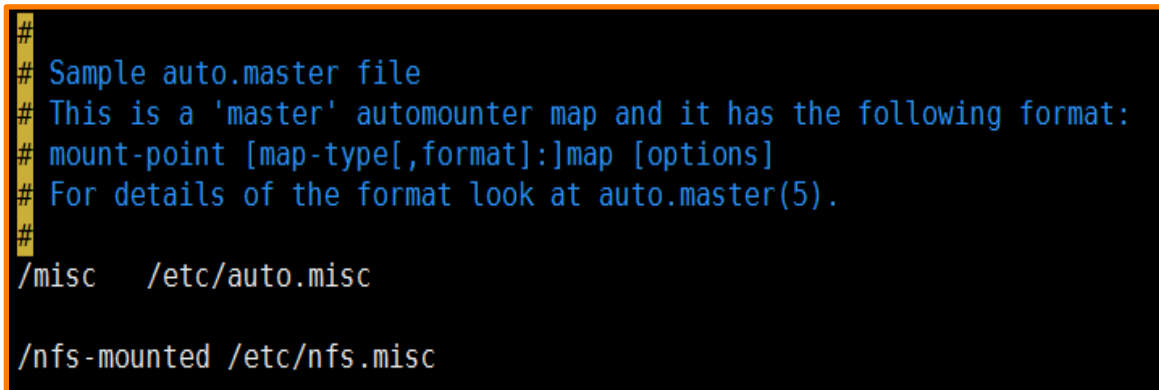 #
# Sample auto.master file
# This is a 'master' automounter map and it has the following format:
# mount-point [map-type[,format]:]map [options]
# For details of the format look at auto.master(5).
#
/misc   /etc/auto.misc

/nfs-mounted /etc/nfs.misc